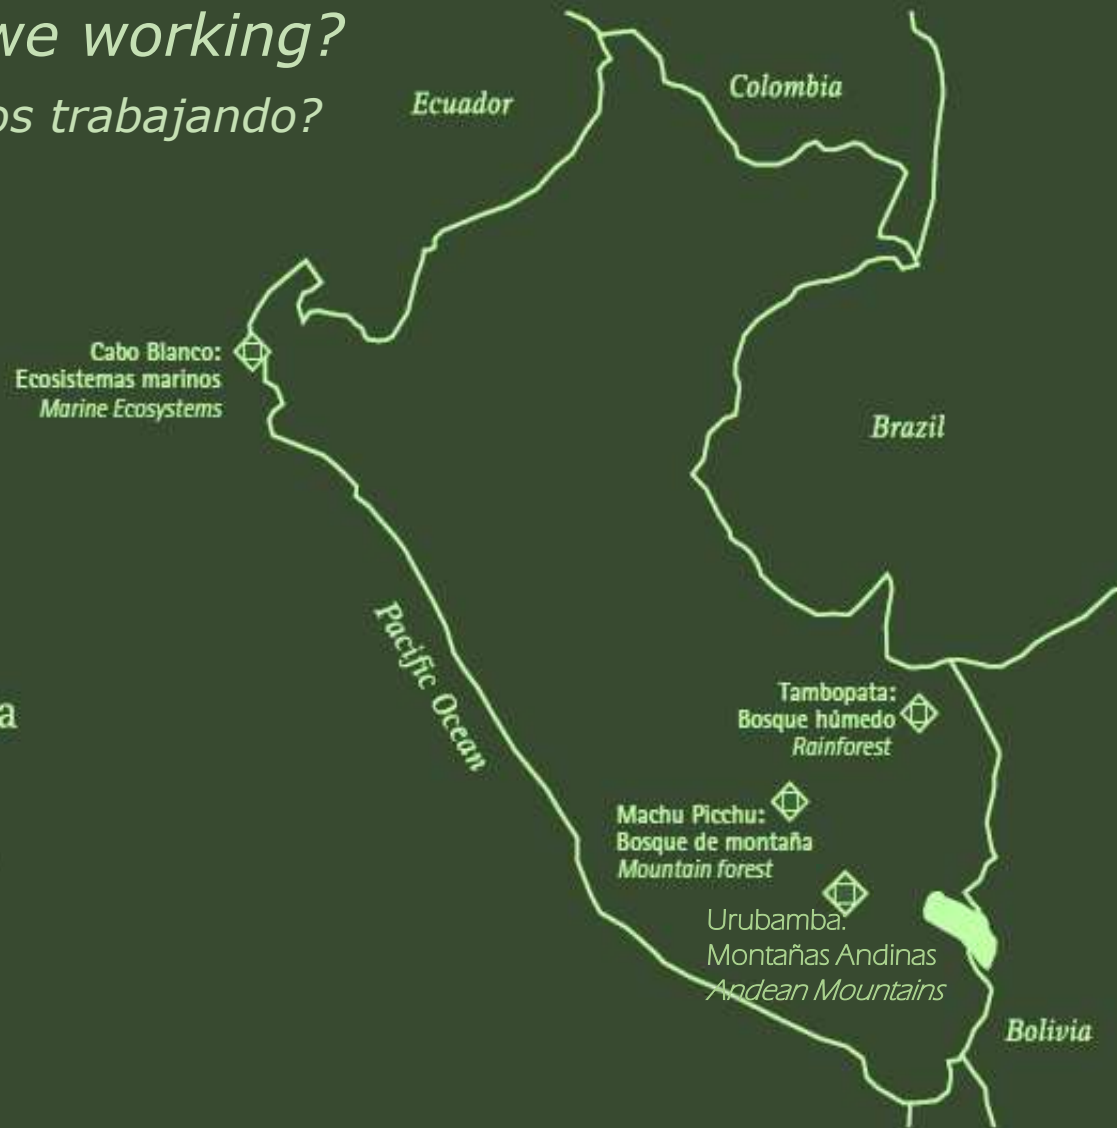 we working?
os trabajando?
Ecuador
Colombia
Cabo Blanco:
Ecosistemas marinos
Marine Ecosystems
Brazil
Pacific Ocean
a
Tambopata:
Bosque húmedo
Rainforest
Machu Picchu:
Bosque de montaña
Mountain forest
Urubamba:
Montañas Andinas
Andean Mountains
Bolivia